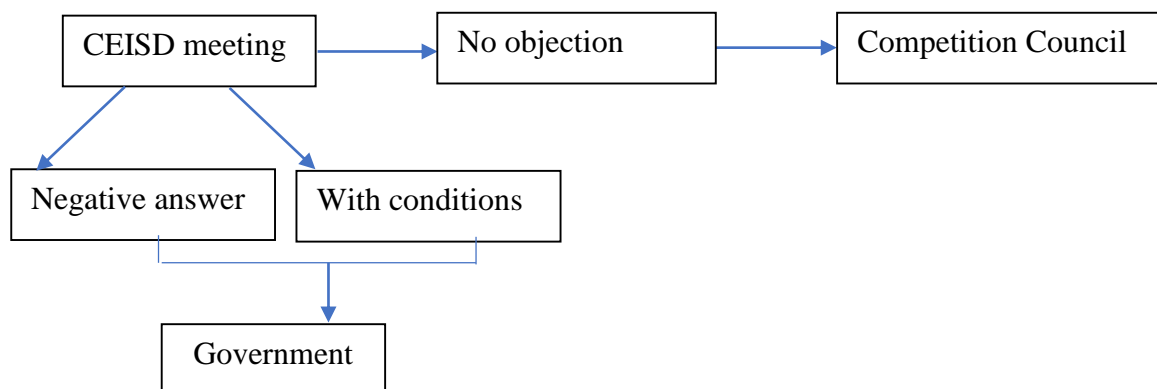 CEISD meeting
No objection
Competition Council
Negative answer
With conditions
Government